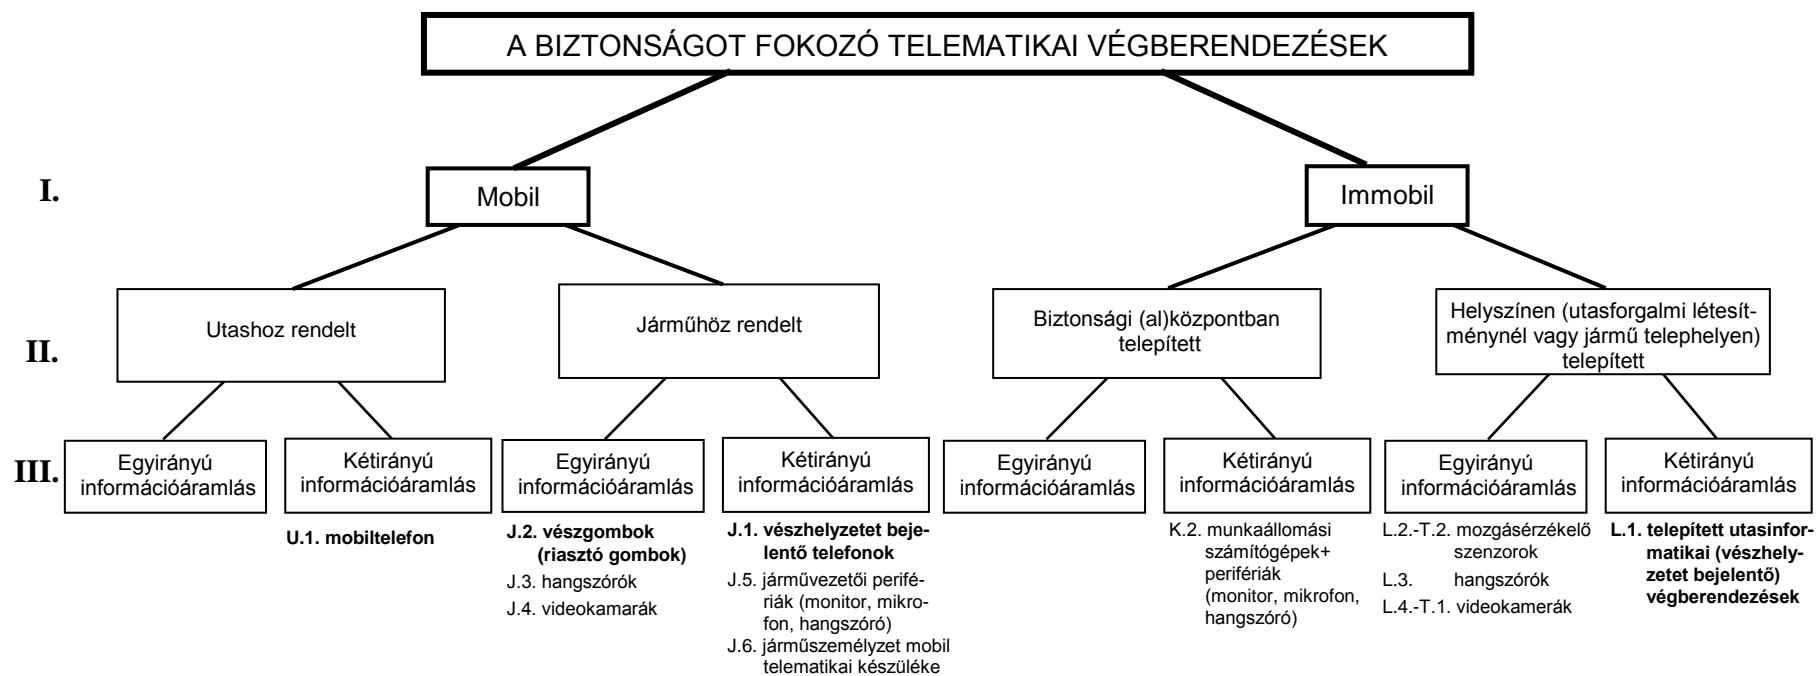 A BIZTONSÁGOT FOKOZÓ TELEMATIKAI VÉGBERENDEZÉSEK
I.
Mobil
Immobil
II.
Utashoz rendelt
Járműhöz rendelt
Biztonsági (al)központban
telepített
Helyszínen (utasforgalmi létesít-
ménynél vagy jármű telephelyen)
telepített
III.
Egyirányú
információáramlás
Kétirányú
információáramlás
U.1. mobiltelefon
Egyirányú
információáramlás
J.2. vészgombok
(riasztó gombok)
J.3. hangszórók
J.4. videokamarák
Kétirányú
információáramlás
J.1. vészhelyzetet beje-
lentő telefonok
J.5. járművezetői perifé-
riák (monitor, mikro-
fon, hangszóró)
J.6. járműszemélyzet mobil
telematikai készüléke
Egyirányú
információáramlás
Kétirányú
információáramlás
K.2. munkaállomási
számítógépek+
perifériák
(monitor, mikrofon,
hangszóró)
Egyirányú
információáramlás
L.2.-T.2. mozgásérzékelő
szenzorok
L.3. hangszórók
L.4.-T.1. videokamerák
Kétirányú
információáramlás
L.1. telepített utasinfor-
matikai (vészhely-
zetet bejelentő)
végberendezések